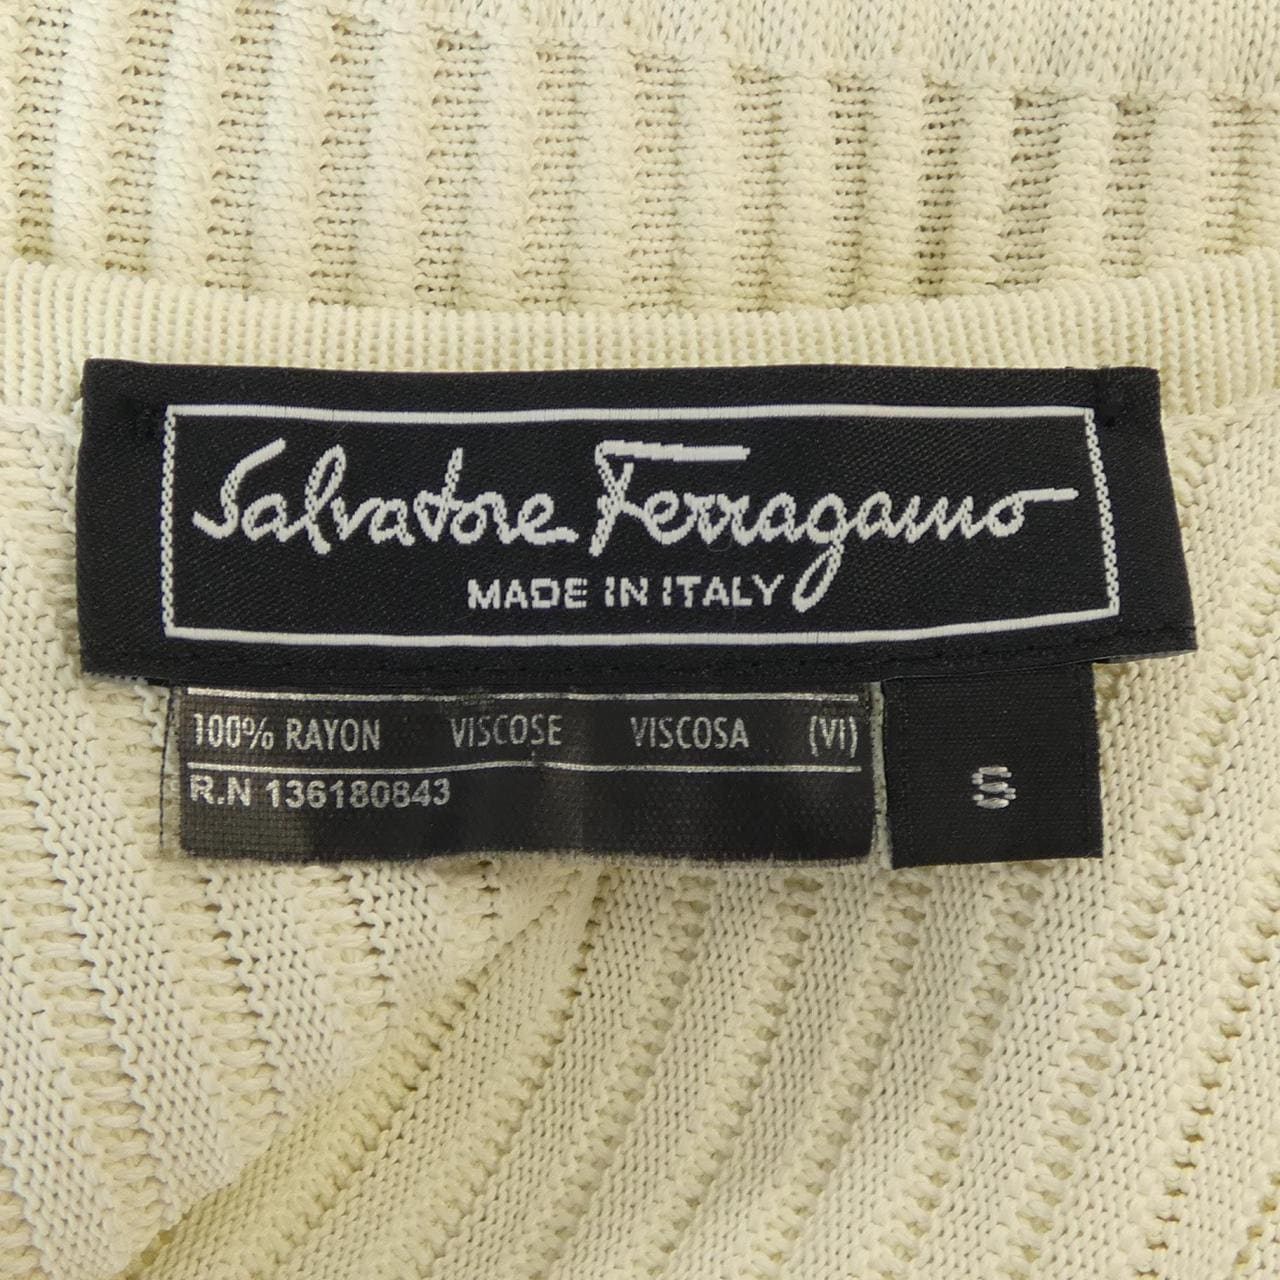 Salvatore Ferragamo
MADE IN ITALY
100% RAYON VISCOSE VISCOSA (VI)
R.N 136180843
S